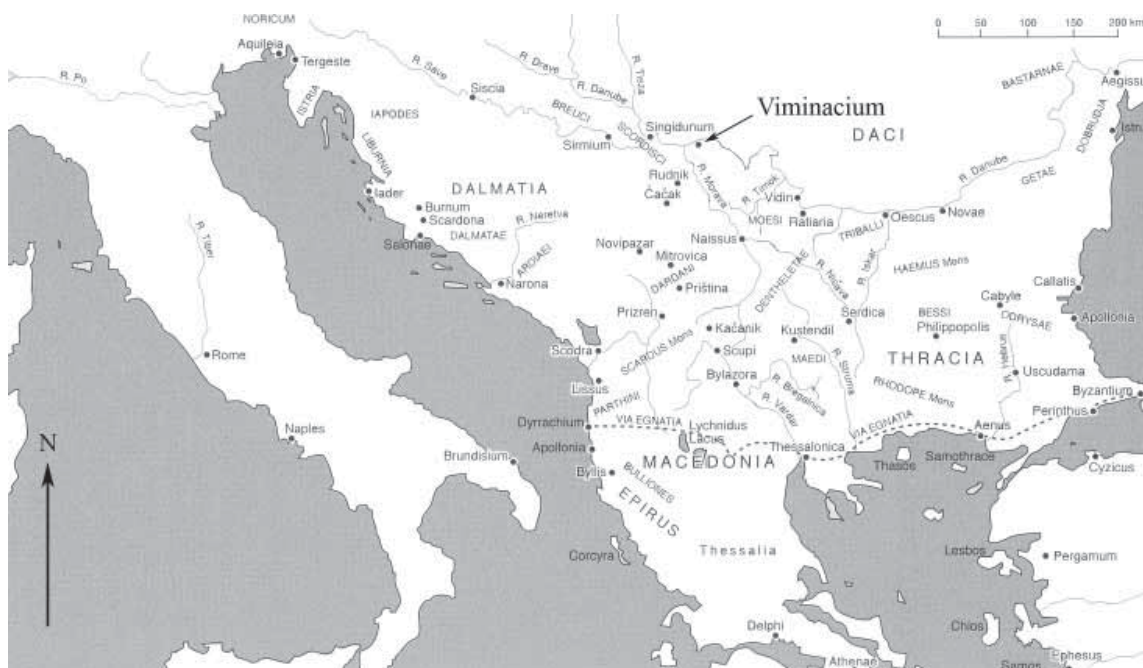 NORICUM
Aquileia
Tergeste
R. Po
ISTRIA
IAPODES
LIBURNIA
R. Save
Siscia
R. Drave
R. Danube
R. Tisza
BREUCI
SCORDISCI
Sirmium
Singidunum
Viminacium
DACI
0 50 100 150 200 km
BASTARNAE
Aegissu
DOBRUDJA
Istru
R. Danube
GETAE
Iader
DALMATIA
Burnum
Scardona
DALMATAE
Salonae
R. Neretva
ARDIAEI
Narona
Rudnik
Čačak
R. Morava
R. Timok
Vidin
MOESI
Ratiaria
TRIBALLI
Oescus
Novae
Novipazar
Mitrovica
DARDANI
Priština
Naissus
DENTHELETAE
R. Nišava
R. Iskar
HAEMUS Mons
Callatis
Cabyle
ODRYSAE
Apollonia
R. Tiber
Rome
Prizren
Kačanik
Kustendil
Serdica
BESSI
Philippopolis
Scodra
SCARDUS Mons
Scupi
MAEDI
R. Struma
THRACIA
R. Hebrus
Uscudama
Lissus
Bylazora
R. Bregalnica
RHODOPE Mens
Byzantium
PARTHINI
R. Vardar
Perinthus
Dyrrachium
VIA EGNATIA
Lychnidus
Lacus
VIA EGNATIA
Aenus
N
Naples
Brundisium
Apollonia
MACEDONIA
Thessalonica
Thasos
Samothrace
Cyzicus
Byllis
BULLIONES
EPIRUS
Corcyra
Thessalia
Lesbos
Pergamum
Delphi
Chios
Athenae
Ephesus
Samos